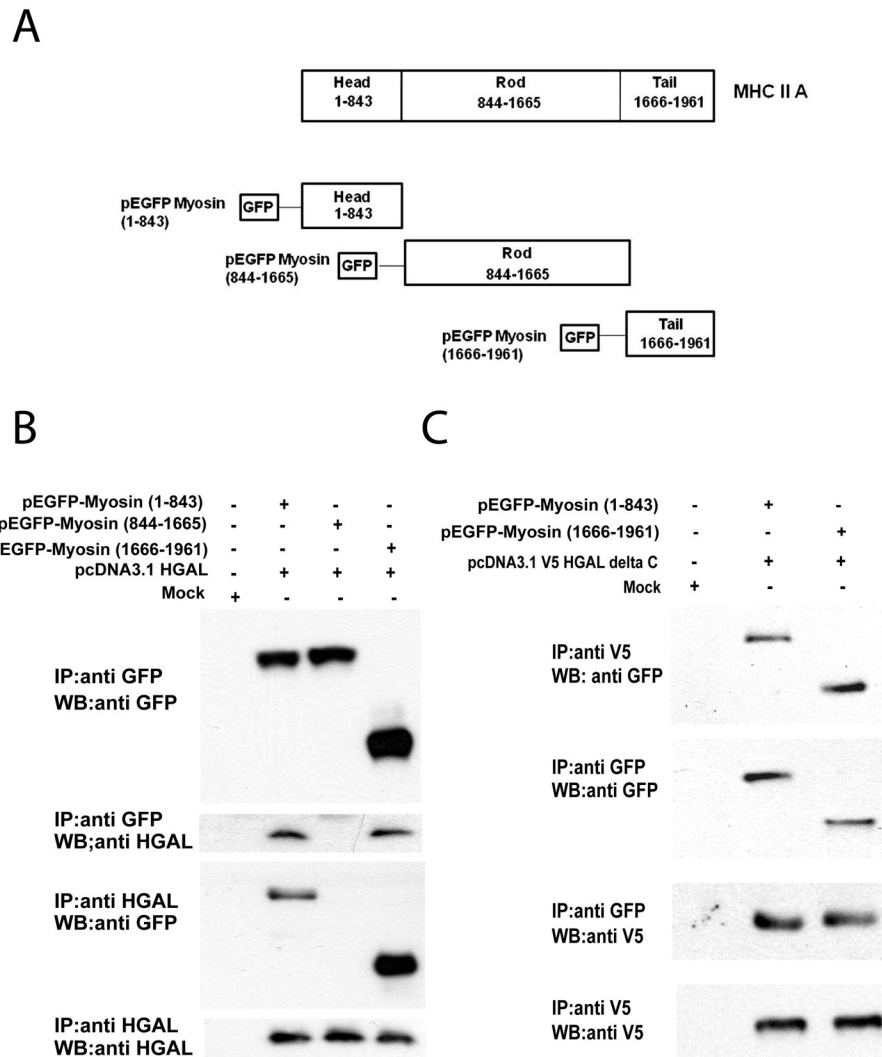 A
Head
1-843
Rod
844-1665
Tail
1666-1961
MHC II A
pEGFP Myosin
(1-843)
GFP
Head
1-843
pEGFP Myosin
(844-1665)
GFP
Rod
844-1665
pEGFP Myosin
(1666-1961)
GFP
Tail
1666-1961
B
pEGFP-Myosin (1-843) - + - -
pEGFP-Myosin (844-1665) - - + -
EGFP-Myosin (1666-1961) - - - +
pcDNA3.1 HGAL - + + +
Mock + - - -
IP:anti GFP
WB:anti GFP
IP:anti GFP
WB;anti HGAL
IP:anti HGAL
WB:anti GFP
IP:anti HGAL
WB:anti HGAL
C
pEGFP-Myosin (1-843) - + -
pEGFP-Myosin (1666-1961) - - +
pcDNA3.1 V5 HGAL delta C - + +
Mock + - -
IP:anti V5
WB: anti GFP
IP:anti GFP
WB:anti GFP
IP:anti GFP
WB:anti V5
IP:anti V5
WB:anti V5